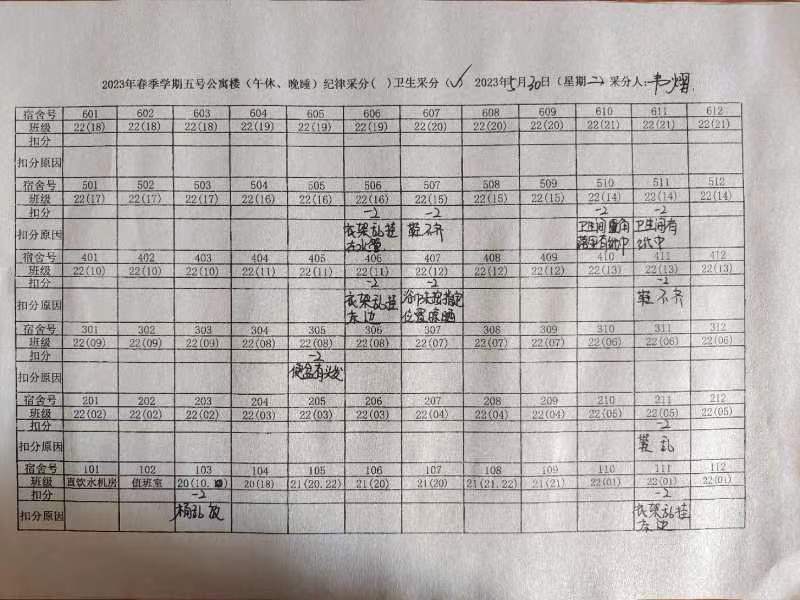 2023年春季学期五号公寓楼（午休、晚睡）纪律采分( )卫生采分（√） 2023年5月30日（星期二）采分人:韦熠
宿舍号 601 602 603 604 605 606 607 608 609 610 611 612
班级 22(18) 22(18) 22(18) 22(19) 22(19) 22(19) 22(20) 22(20) 22(20) 22(21) 22(21) 22(21)
扣分
扣分原因
宿舍号 501 502 503 504 505 506 507 508 509 510 511 512
班级 22(17) 22(17) 22(17) 22(16) 22(16) 22(16) 22(15) 22(15) 22(15) 22(14) 22(14) 22(14)
扣分 -2 -2 -2 -2
扣分原因 衣架乱挂 鞋不齐 卫生间 角 卫生间有
在水管 落里有纸巾 纸巾
宿舍号 401 402 403 404 405 406 407 408 409 410 411 412
班级 22(10) 22(10) 22(10) 22(11) 22(11) 22(11) 22(12) 22(12) 22(12) 22(13) 22(13) 22(13)
扣分 -2 -2 -2
扣分原因 衣架乱挂 指定 鞋不齐
左边 位置晾晒
宿舍号 301 302 303 304 305 306 307 308 309 310 311 312
班级 22(09) 22(09) 22(09) 22(08) 22(08) 22(08) 22(07) 22(07) 22(07) 22(06) 22(06) 22(06)
扣分 -2
扣分原因 便盆有头发
宿舍号 201 202 203 204 205 206 207 208 209 210 211 212
班级 22(02) 22(02) 22(02) 22(03) 22(03) 22(03) 22(04) 22(04) 22(04) 22(05) 22(05) 22(05)
扣分 -2
扣分原因 鞋乱
宿舍号 101 102 103 104 105 106 107 108 109 110 111 112
班级 直饮水机房 值班室 20(10. 20(18) 21(20.22) 21(20) 21(20) 21(21.22) 21(21) 22(01) 22(01) 22(01)
扣分 -2 -2
扣分原因 桶乱放 衣架乱挂
左边